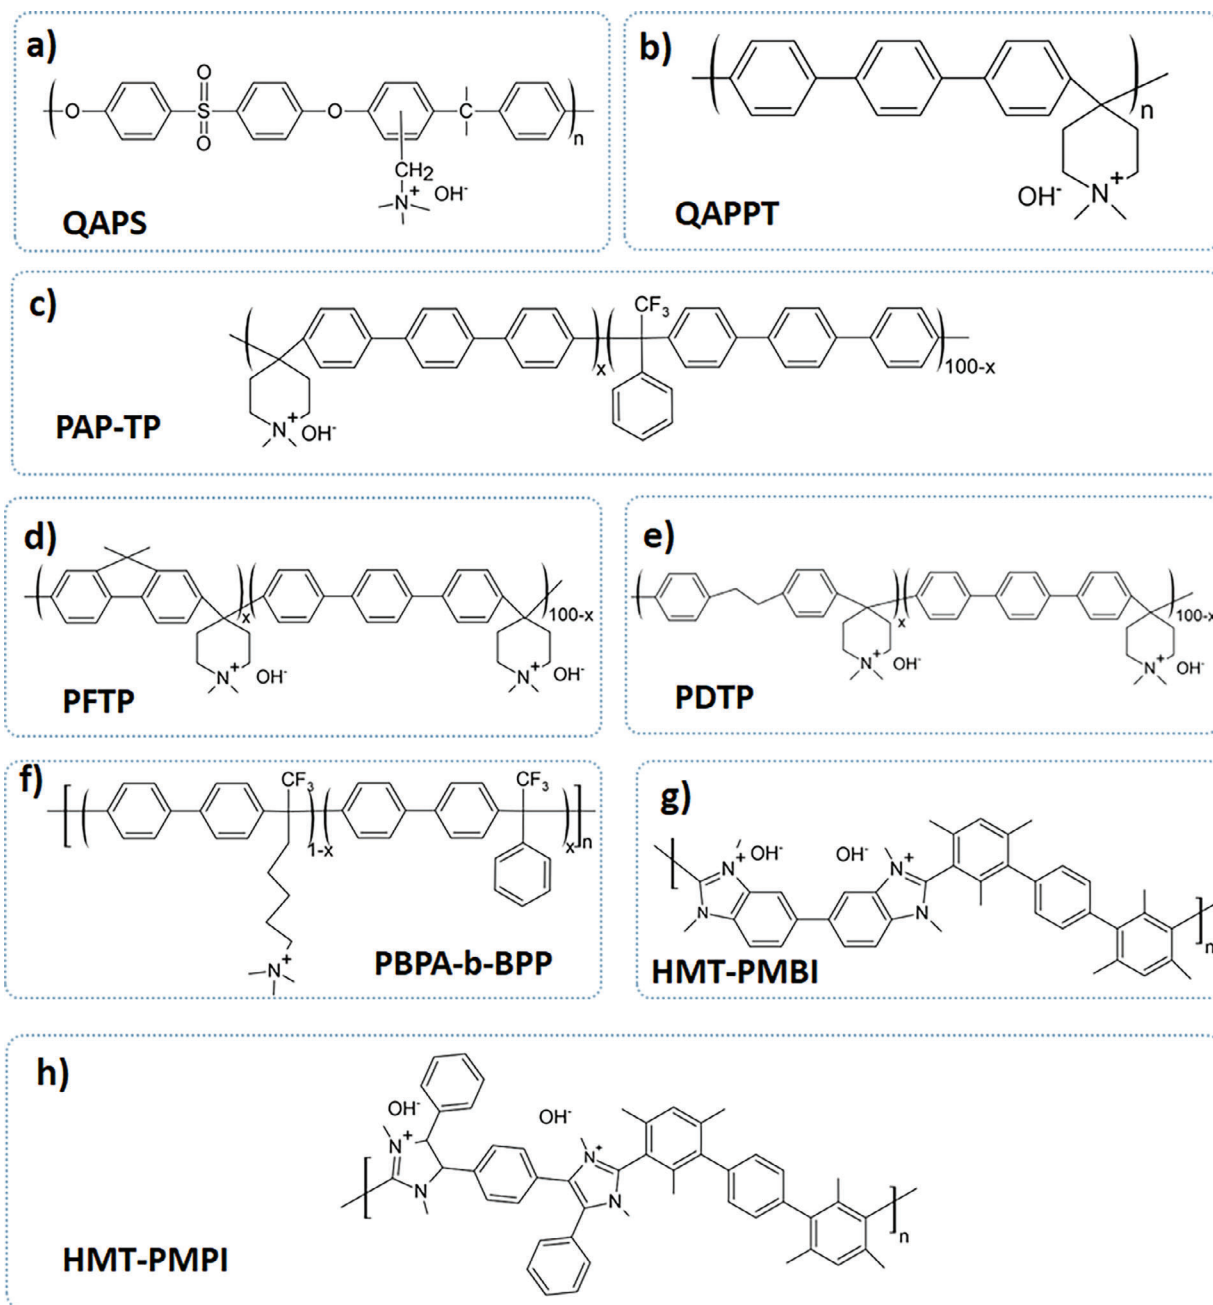 a)
O
O
S
O
O
C
n
CH2
N+
OH-
QAPS
b)
n
OH-
N+
QAPPT
c)
CF3
x
100-x
N+
OH-
PAP-TP
d)
x
100-x
N+
OH-
N+
OH-
PFTP
e)
x
100-x
N+
OH-
N+
OH-
PDTP
f)
CF3
CF3
1-x
x
n
N+
PBPA-b-BPP
g)
N+
OH-
OH-
N+
N
N
n
HMT-PMBI
h)
OH-
OH-
N+
N+
N
N
n
HMT-PMPI